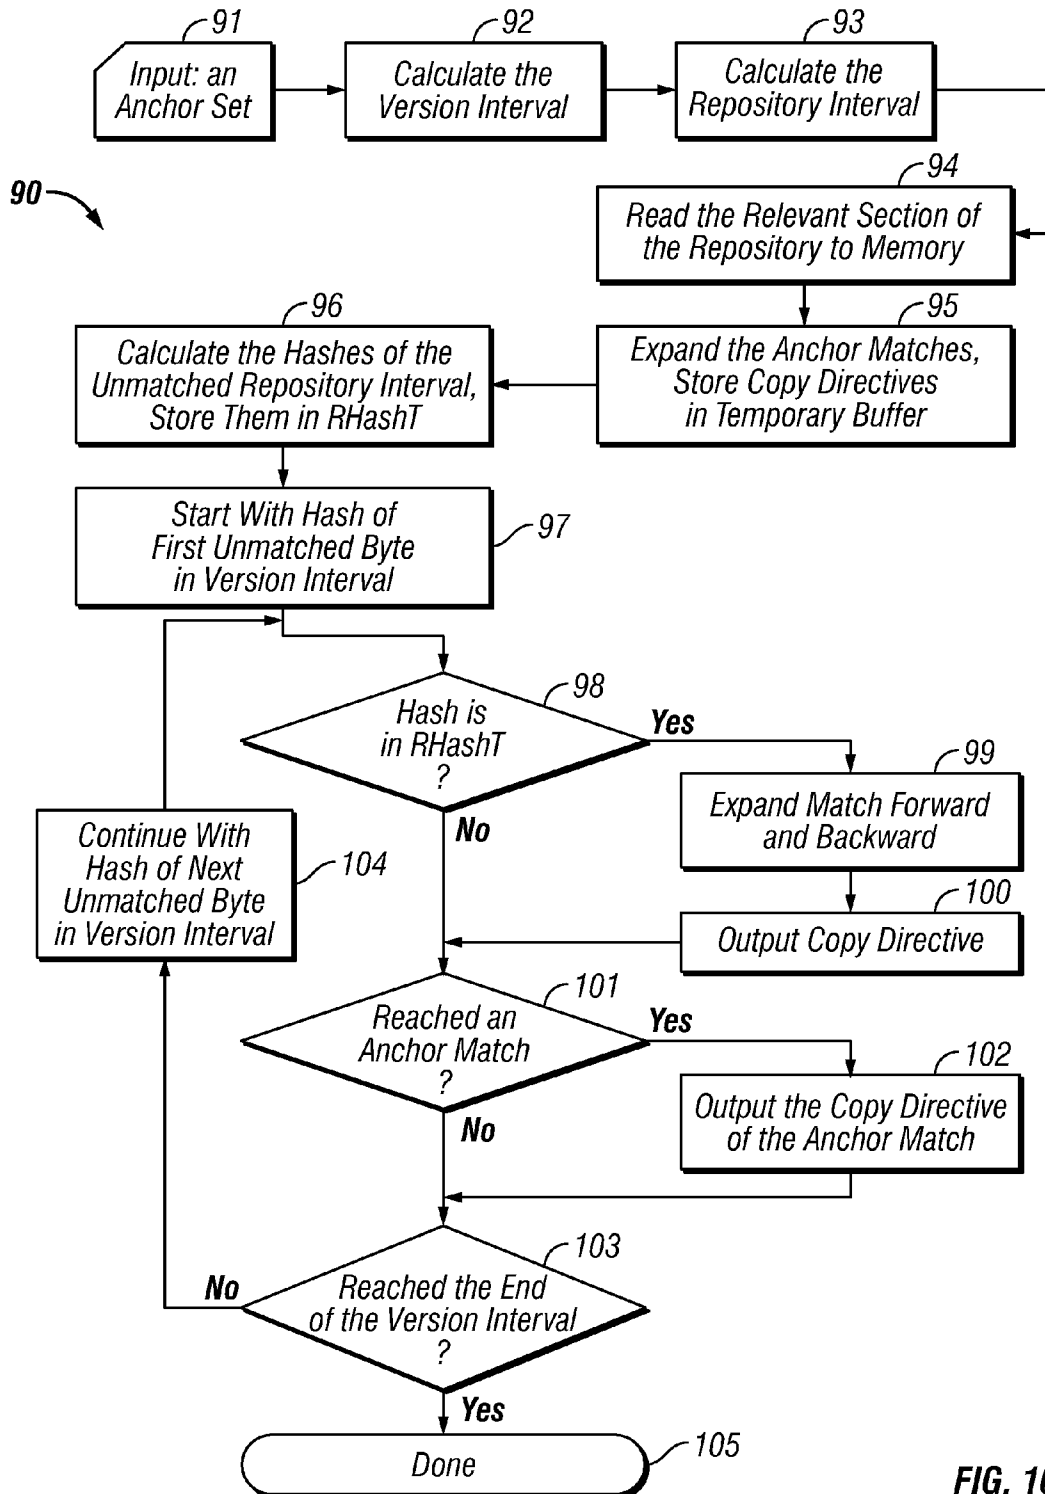 91
Input: an
Anchor Set
92
Calculate the
Version Interval
93
Calculate the
Repository Interval
90
94
Read the Relevant Section of
the Repository to Memory
95
Expand the Anchor Matches,
Store Copy Directives
in Temporary Buffer
96
Calculate the Hashes of the
Unmatched Repository Interval,
Store Them in RHashT
97
Start With Hash of
First Unmatched Byte
in Version Interval
98
Hash is
in RHashT
?
Yes
No
99
Expand Match Forward
and Backward
100
Output Copy Directive
104
Continue With
Hash of Next
Unmatched Byte
in Version Interval
101
Reached an
Anchor Match
?
Yes
No
102
Output the Copy Directive
of the Anchor Match
103
Reached the End
of the Version Interval
?
No
Yes
105
Done
FIG.